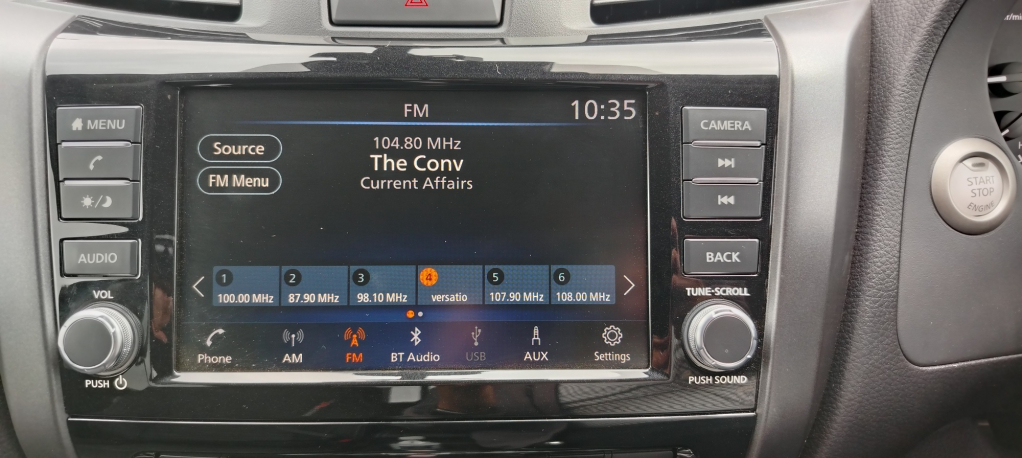 FM
10:35
Source
FM Menu
104.80 MHz
The Conv
Current Affairs
1
100.00 MHz
2
87.90 MHz
3
98.10 MHz
4
versatio
5
107.90 MHz
6
108.00 MHz
Phone
AM
FM
BT Audio
USB
AUX
Settings
MENU
AUDIO
VOL
PUSH
CAMERA
BACK
TUNE·SCROLL
PUSH SOUND
START
STOP
ENGINE